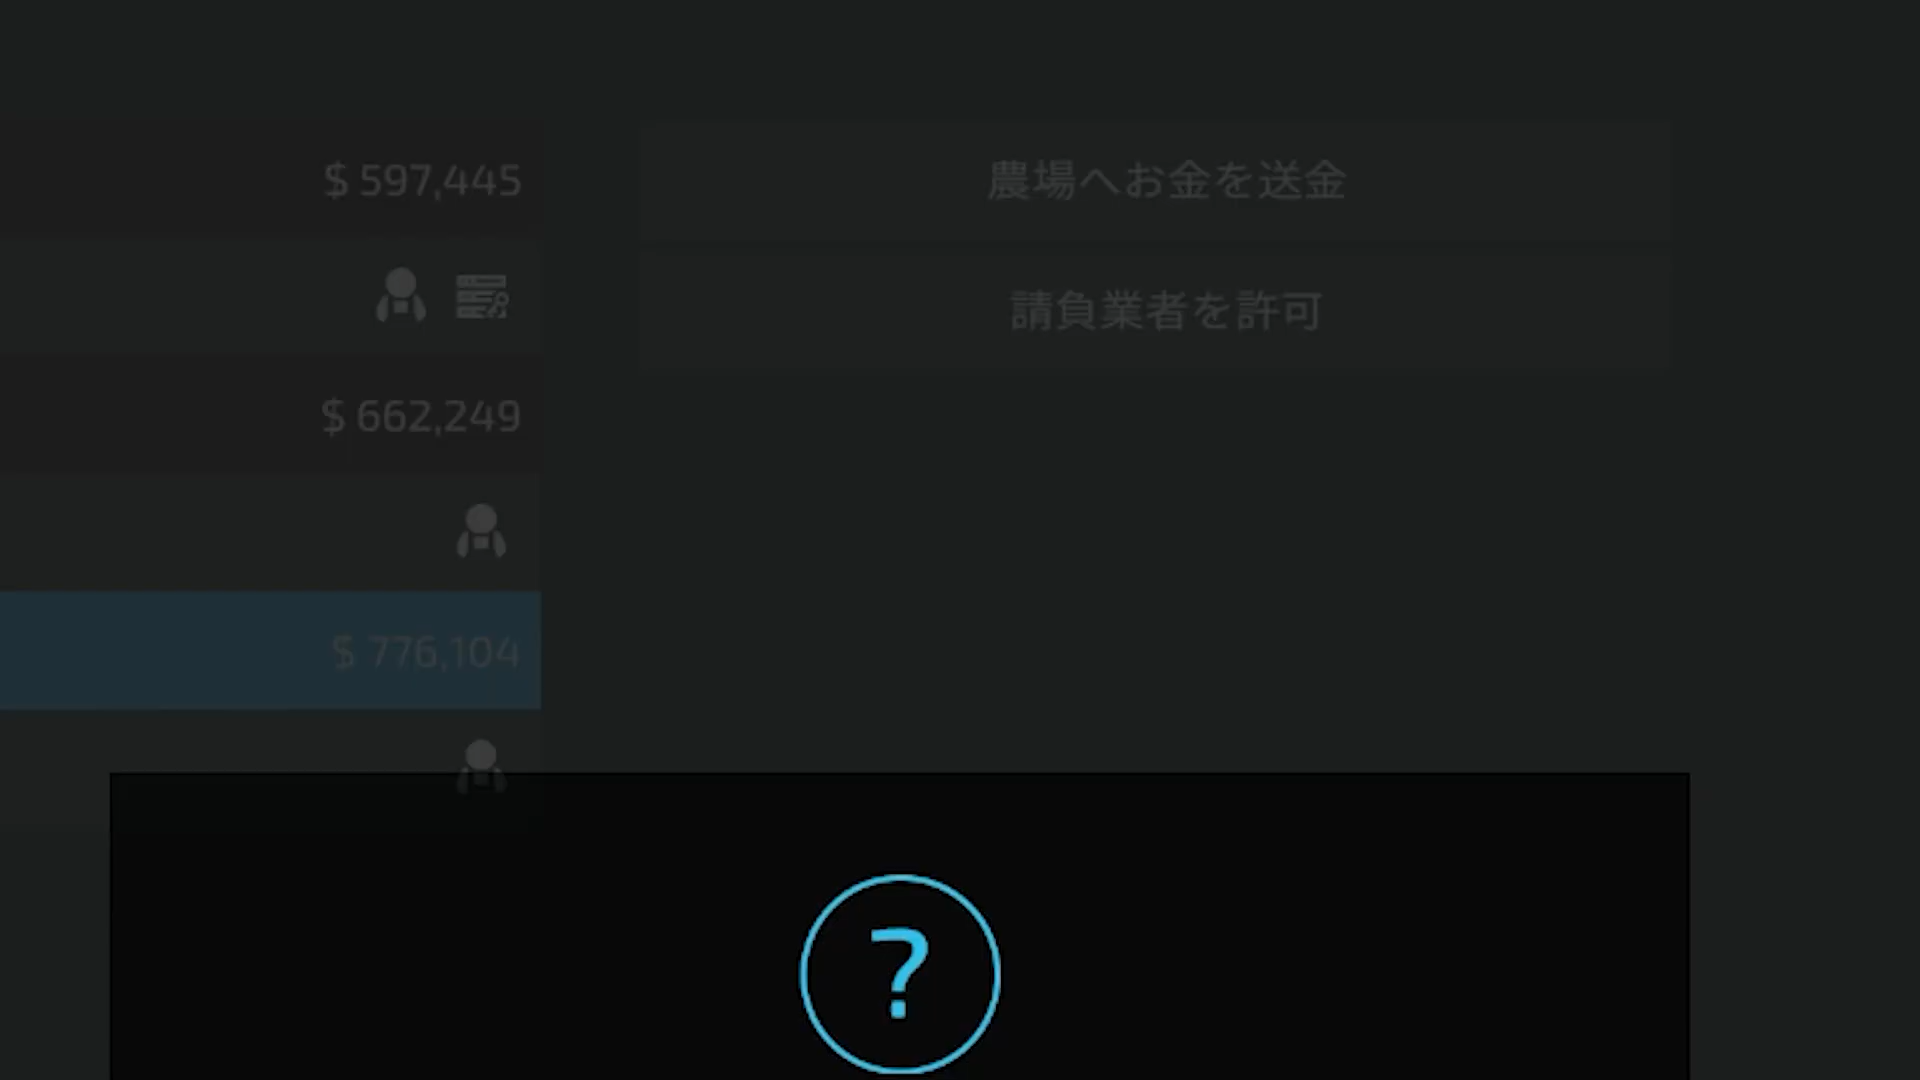 $ 597,445
農場へお金を送金
請負業者を許可
$ 662,249
$ 776,104
?